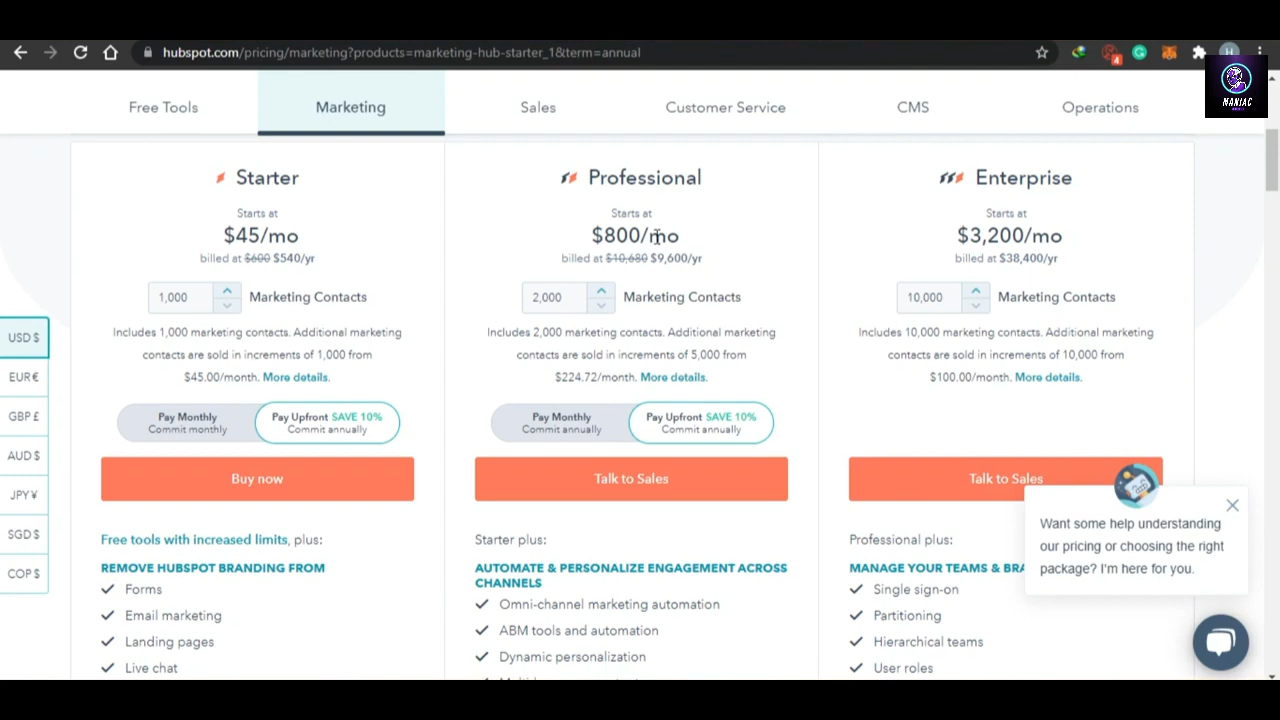 hubspot.com/pricing/marketing?products=marketing-hub-starter_1&term=annual
4
H
MANIAC
Free Tools
Marketing
Sales
Customer Service
CMS
Operations
Starter
Starts at
$45/mo
billed at $600 $540/yr
1,000 Marketing Contacts
Includes 1,000 marketing contacts. Additional marketing
contacts are sold in increments of 1,000 from
$45.00/month. More details.
Pay Monthly
Commit monthly
Pay Upfront SAVE 10%
Commit annually
Buy now
Free tools with increased limits, plus:
REMOVE HUBSPOT BRANDING FROM
Forms
Email marketing
Landing pages
Live chat
Professional
Starts at
$800/mo
billed at $10,680 $9,600/yr
2,000 Marketing Contacts
Includes 2,000 marketing contacts. Additional marketing
contacts are sold in increments of 5,000 from
$224.72/month. More details.
Pay Monthly
Commit annually
Pay Upfront SAVE 10%
Commit annually
Talk to Sales
Starter plus:
AUTOMATE & PERSONALIZE ENGAGEMENT ACROSS
CHANNELS
Omni-channel marketing automation
ABM tools and automation
Dynamic personalization
Enterprise
Starts at
$3,200/mo
billed at $38,400/yr
10,000 Marketing Contacts
Includes 10,000 marketing contacts. Additional marketing
contacts are sold in increments of 10,000 from
$100.00/month. More details.
Talk to Sales
Professional plus:
MANAGE YOUR TEAMS &
Single sign-on
Partitioning
Hierarchical teams
User roles
USD $
EUR €
GBP £
AUD $
JPY ¥
SGD $
COP $
Want some help understanding
our pricing or choosing the right
package? I'm here for you.